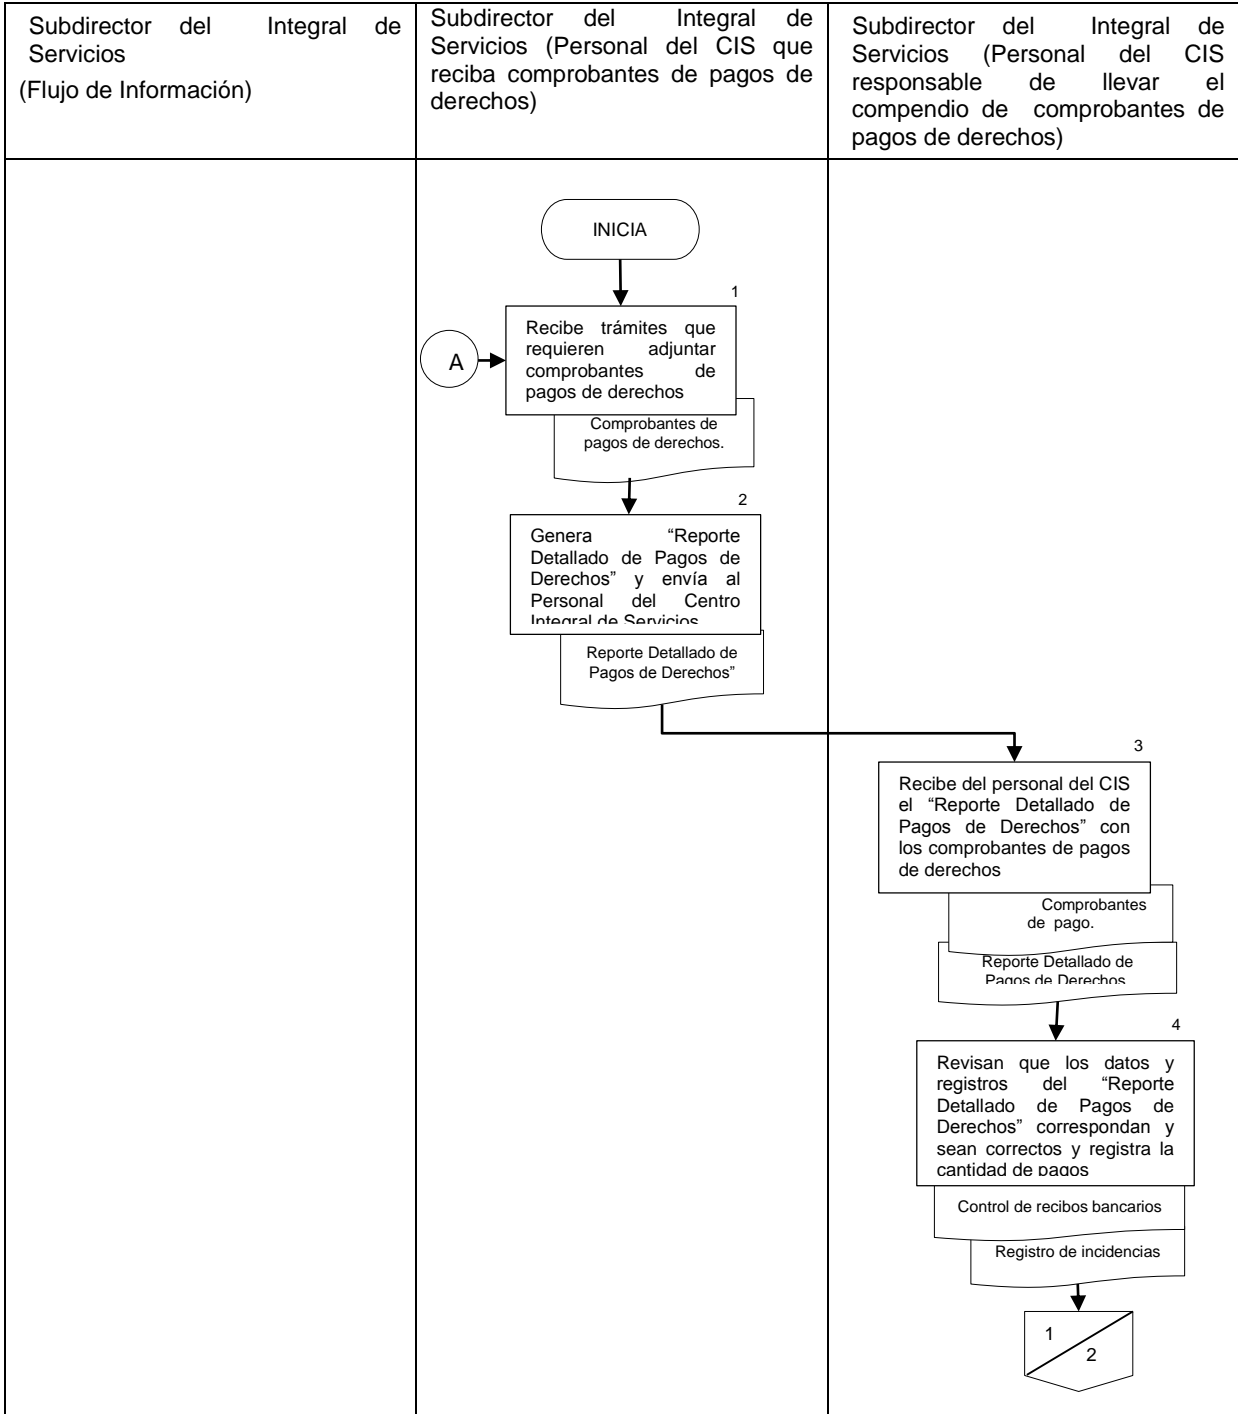 Subdirector del Integral de
Servicios
(Flujo de Información)
Subdirector del Integral de
Servicios (Personal del CIS que
reciba comprobantes de pagos de
derechos)
Subdirector del Integral de
Servicios (Personal del CIS
responsable de llevar el
compendio de comprobantes de
pagos de derechos)
INICIA
1
Recibe trámites que
requieren adjuntar
comprobantes de
pagos de derechos
A
Comprobantes de
pagos de derechos.
2
Genera “Reporte
Detallado de Pagos de
Derechos” y envía al
Personal del Centro
Integral de Servicios
Reporte Detallado de
Pagos de Derechos”
3
Recibe del personal del CIS
el “Reporte Detallado de
Pagos de Derechos” con
los comprobantes de pagos
de derechos
Comprobantes
de pago.
Reporte Detallado de
Pagos de Derechos
4
Revisan que los datos y
registros del “Reporte
Detallado de Pagos de
Derechos” correspondan y
sean correctos y registra la
cantidad de pagos
Control de recibos bancarios
Registro de incidencias
1
2